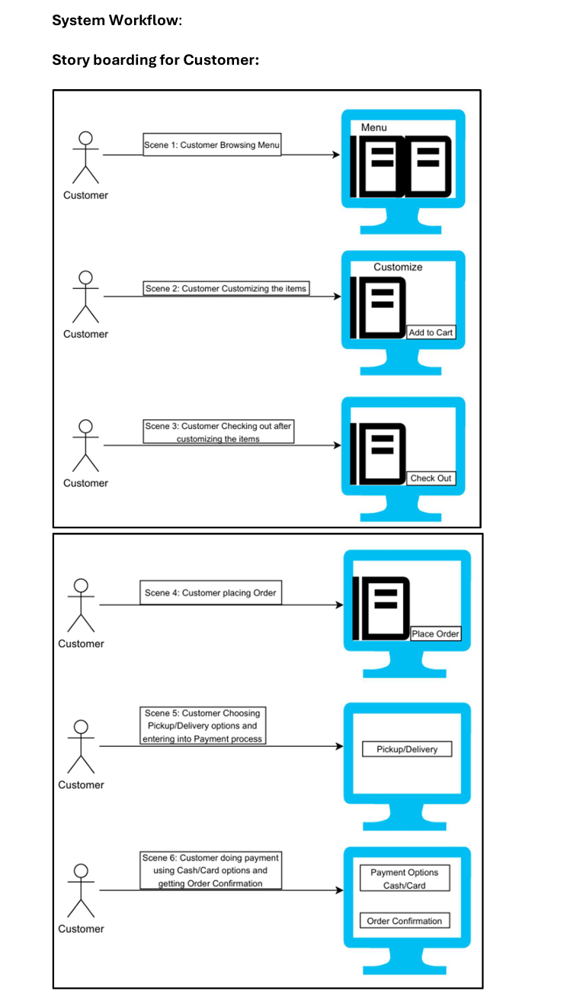 System Workflow:
Story boarding for Customer:
Scene 1: Customer Browsing Menu
Menu
Customer
Scene 2: Customer Customizing the items
Customize
Add to Cart
Customer
Scene 3: Customer Checking out after
customizing the items
Check Out
Customer
Scene 4: Customer placing Order
Place Order
Customer
Scene 5: Customer Choosing
Pickup/Delivery options and
entering into Payment process
Pickup/Delivery
Customer
Scene 6: Customer doing payment
using Cash/Card options and
getting Order Confirmation
Payment Options
Cash/Card
Order Confirmation
Customer